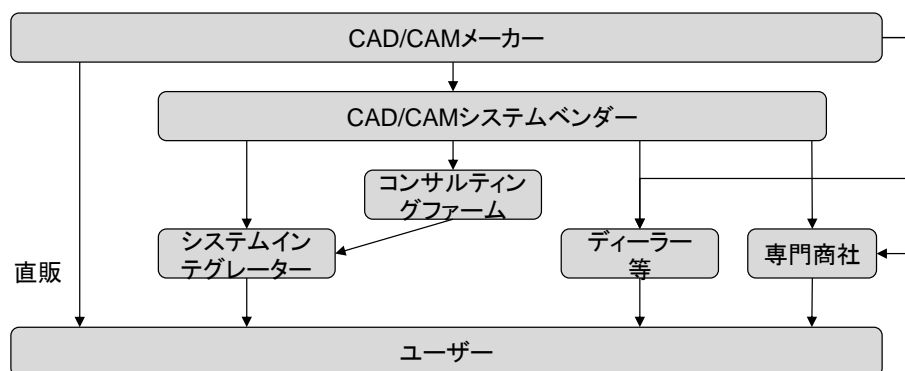 CAD/CAMメーカー
CAD/CAMシステムベンダー
コンサルティン
グファーム
システムイン
テグレーター
ディーラー
等
専門商社
直販
ユーザー